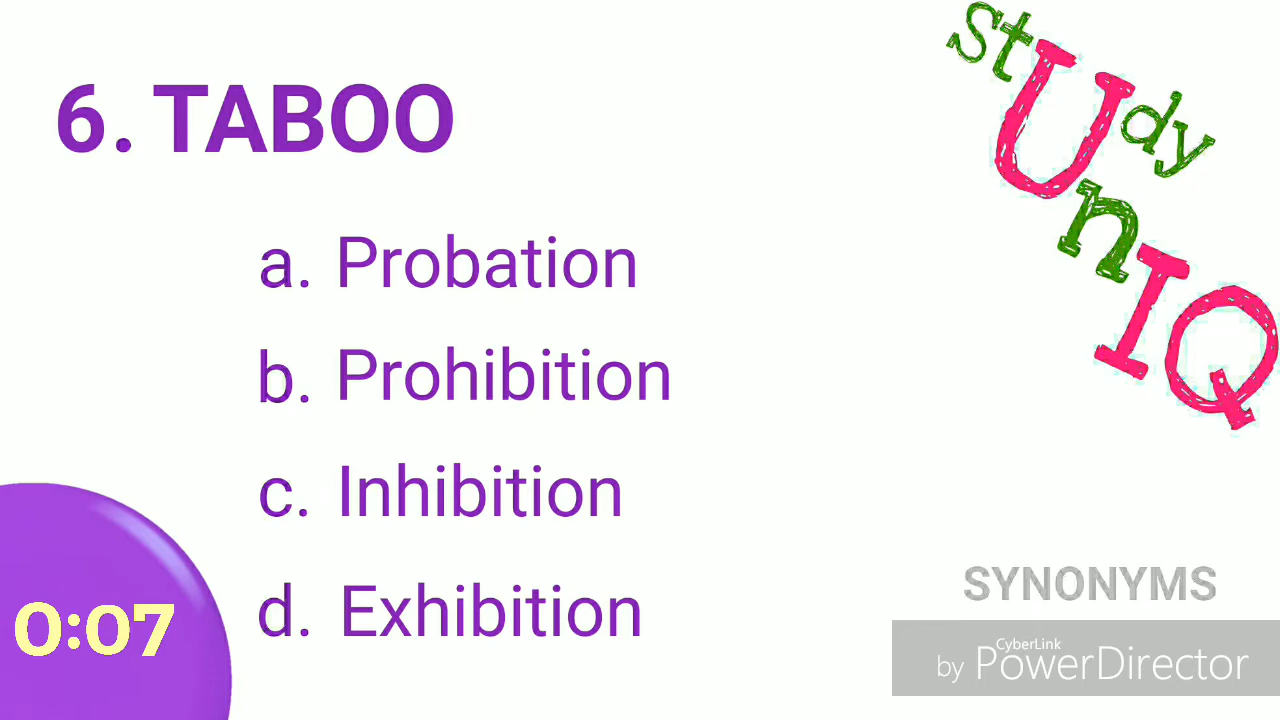 6. TABOO
a. Probation
b. Prohibition
c. Inhibition
d. Exhibition
0:07
stUdy
UnIQ
SYNONYMS
CyberLink
by PowerDirector